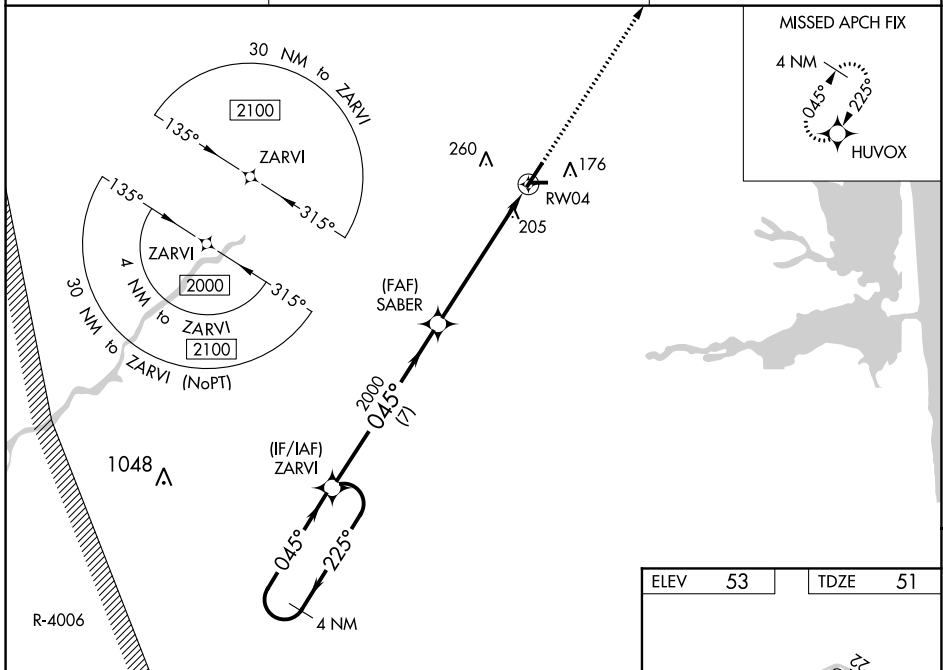 30 NM to ZARVI
2100
135°
ZARVI
315°
135°
ZARVI
2000
4 NM to ZARVI
315°
2100
30 NM to ZARVI (NoPT)
260
176
RW04
205
(FAF)
SABER
2000
045°
(7)
(IF/IAF)
ZARVI
1048
045°
225°
4 NM
R-4006
MISSED APCH FIX
4 NM
045°
225°
HUVOX
ELEV 53
TDZE 51
22